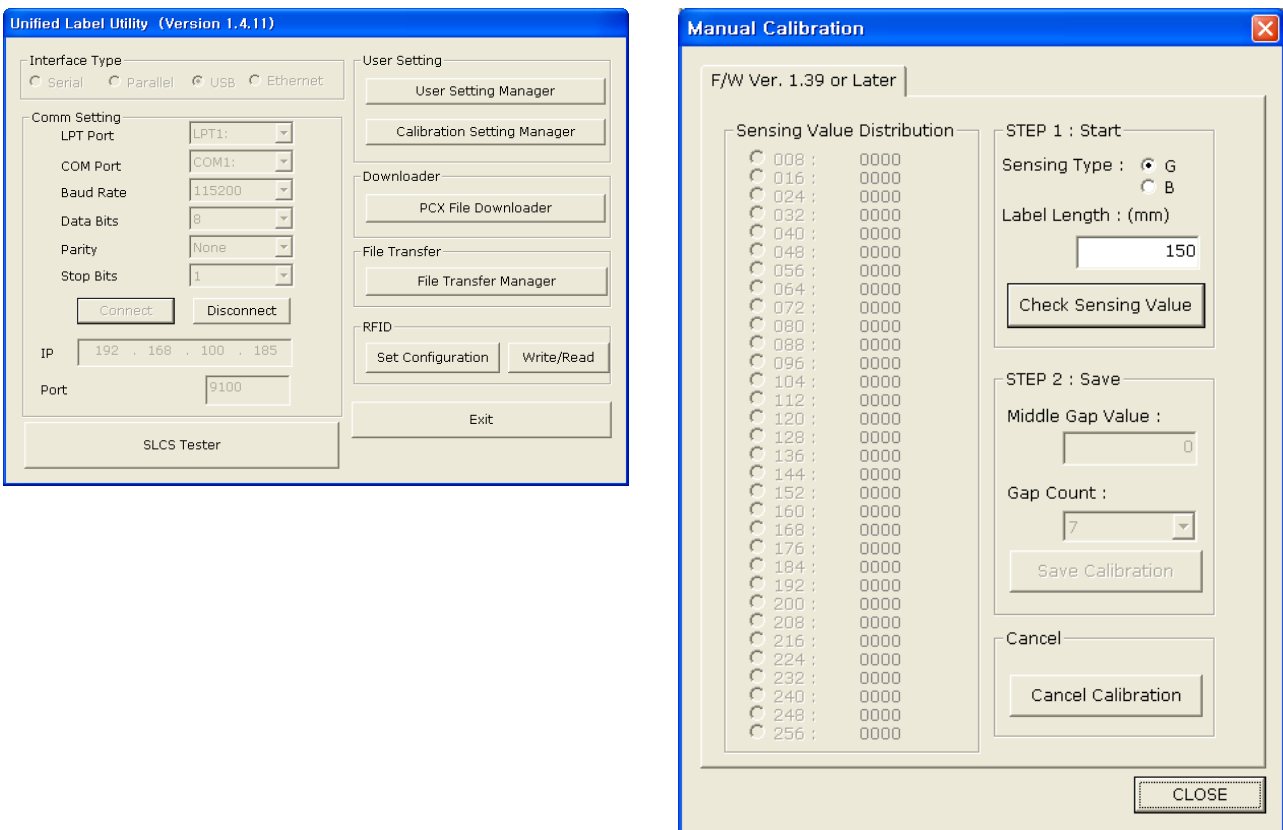 Unified Label Utility (Version 1.4.11)
Interface Type
Serial Parallel USB Ethernet
Comm Setting
LPT Port LPT1:
COM Port COM1:
Baud Rate 115200
Data Bits 8
Parity None
Stop Bits 1
Connect Disconnect
IP 192 . 168 . 100 . 185
Port 9100
SLCS Tester
User Setting
User Setting Manager
Calibration Setting Manager
Downloader
PCX File Downloader
File Transfer
File Transfer Manager
RFID
Set Configuration Write/Read
Exit
Manual Calibration
F/W Ver. 1.39 or Later
Sensing Value Distribution
008 : 0000
016 : 0000
024 : 0000
032 : 0000
040 : 0000
048 : 0000
056 : 0000
064 : 0000
072 : 0000
080 : 0000
088 : 0000
096 : 0000
104 : 0000
112 : 0000
120 : 0000
128 : 0000
136 : 0000
144 : 0000
152 : 0000
160 : 0000
168 : 0000
176 : 0000
184 : 0000
192 : 0000
200 : 0000
208 : 0000
216 : 0000
224 : 0000
232 : 0000
240 : 0000
248 : 0000
256 : 0000
STEP 1 : Start
Sensing Type : G
B
Label Length : (mm)
150
Check Sensing Value
STEP 2 : Save
Middle Gap Value :
0
Gap Count :
7
Save Calibration
Cancel
Cancel Calibration
CLOSE